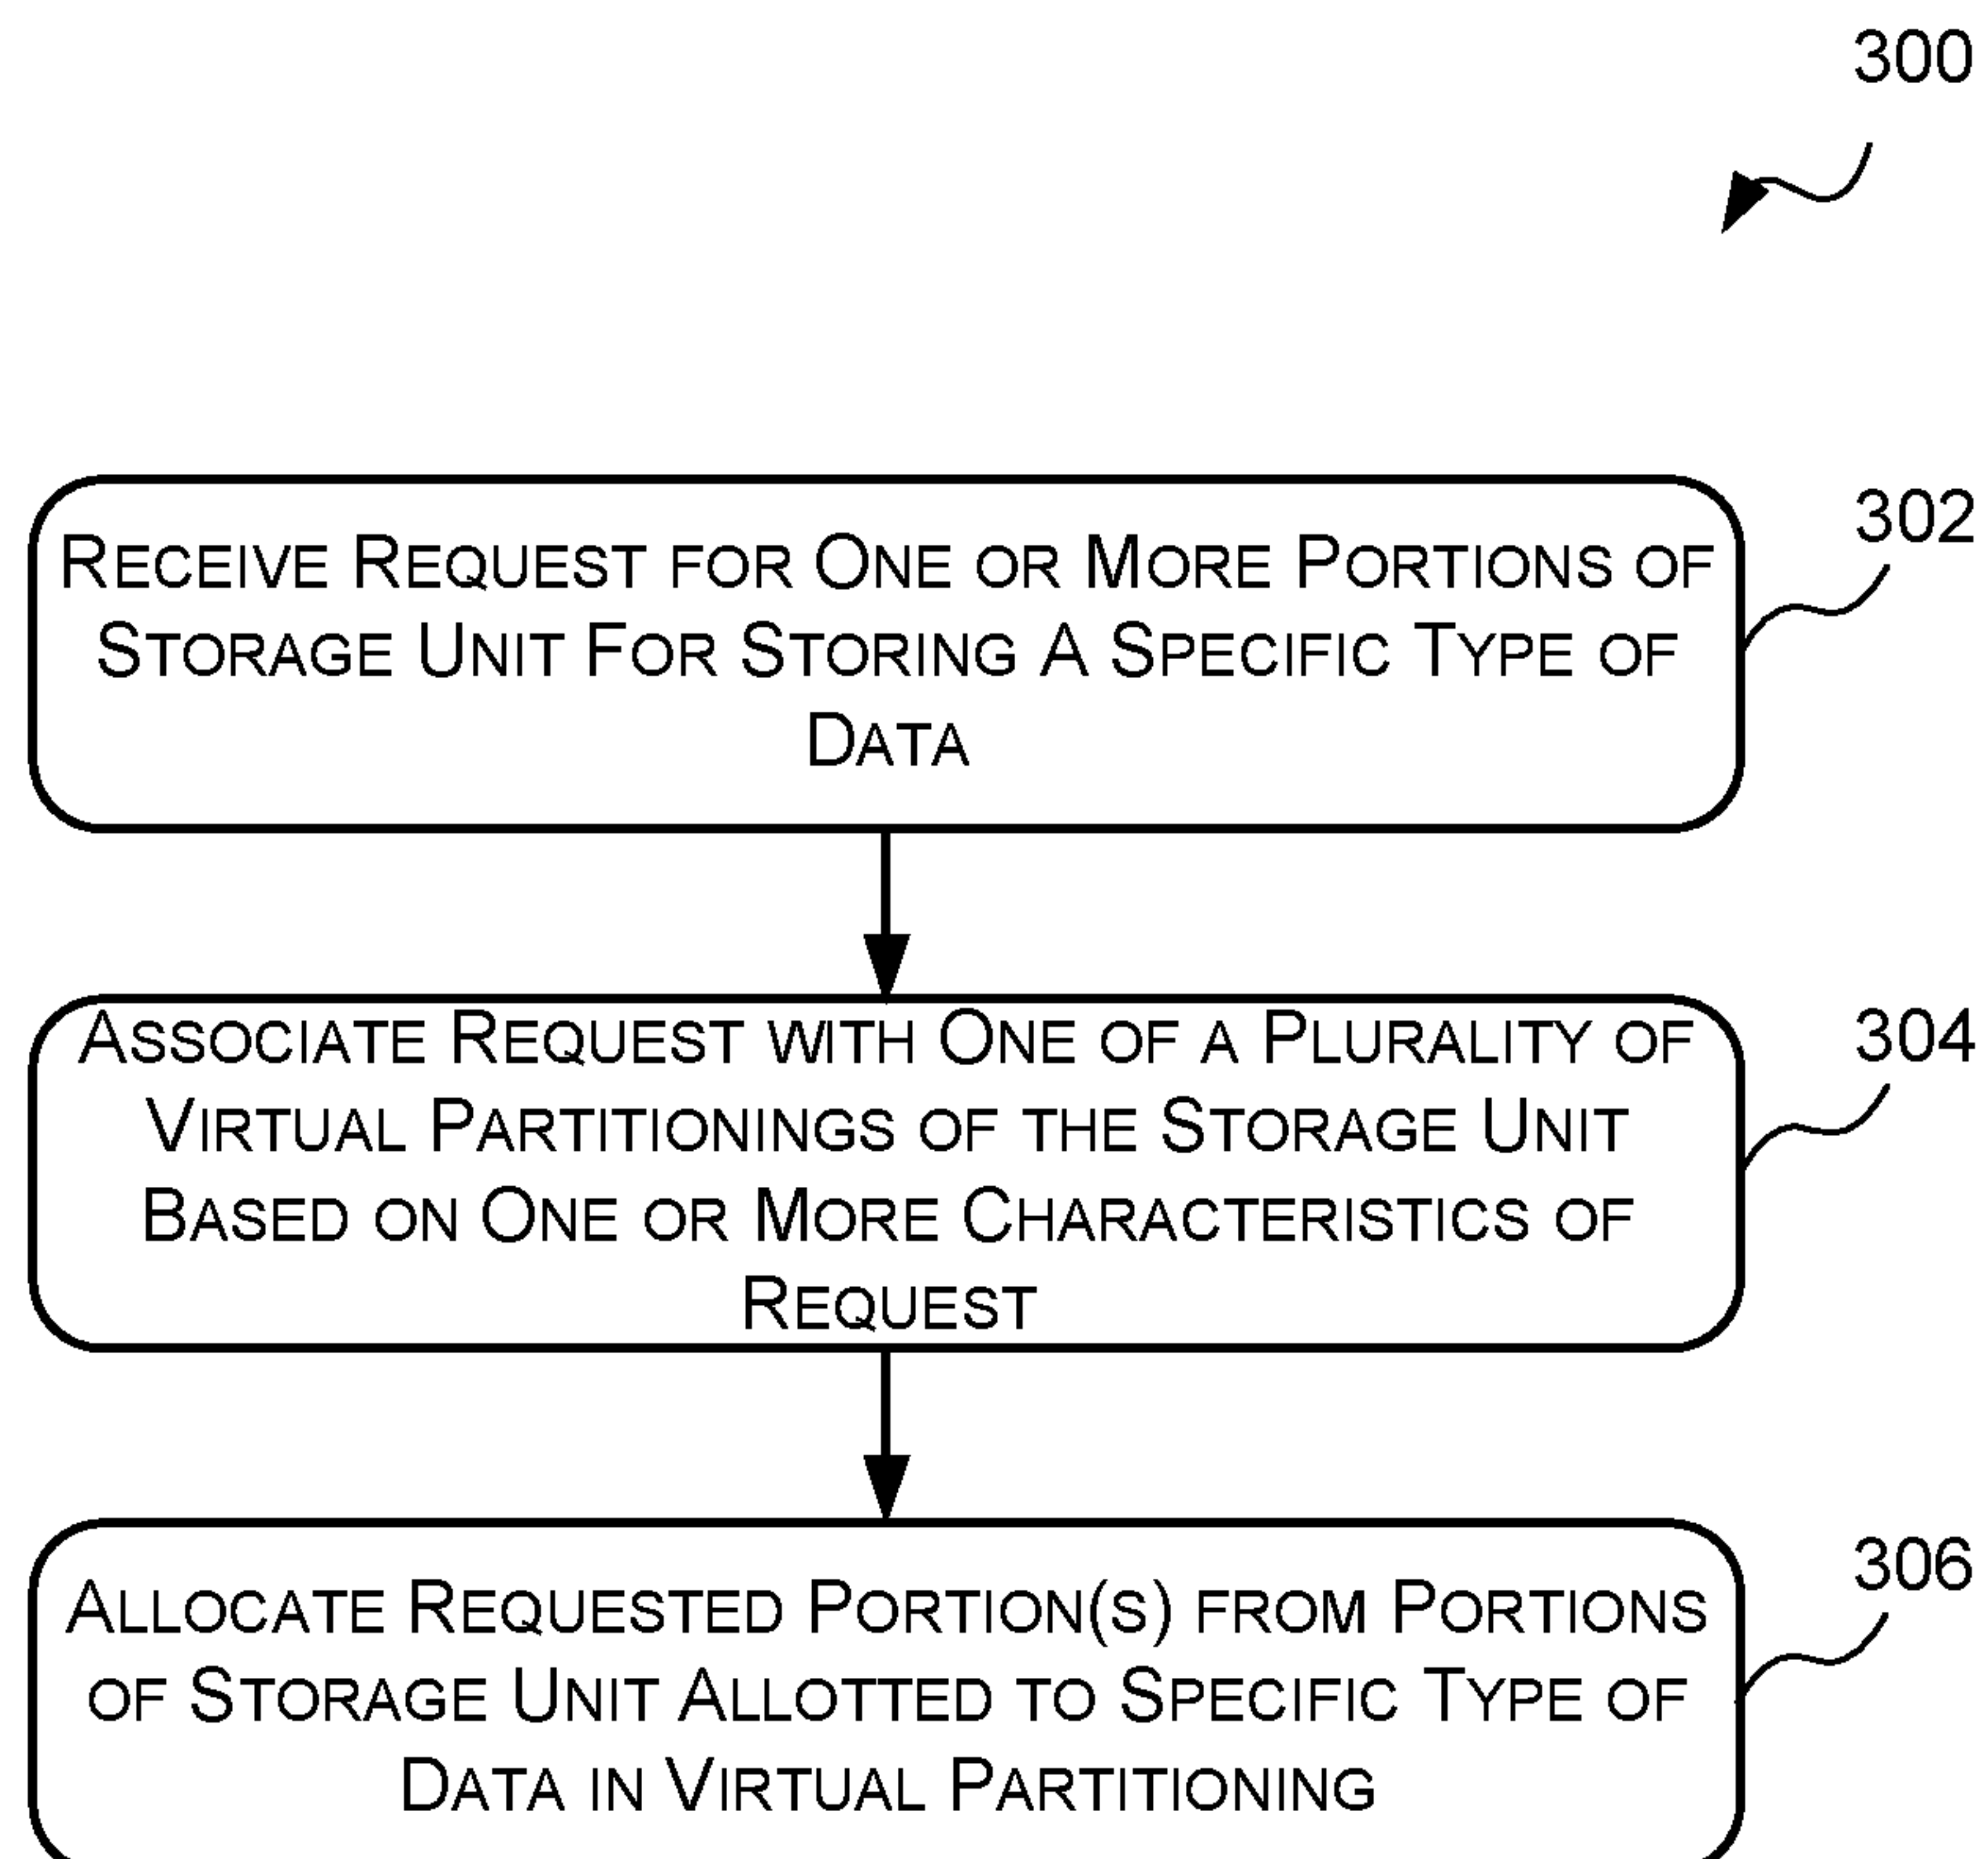 300
Receive Request for One or More Portions of
Storage Unit For Storing A Specific Type of
Data
302
Associate Request with One of a Plurality of
Virtual Partitionings of the Storage Unit
Based on One or More Characteristics of
Request
304
Allocate Requested Portion(s) from Portions
of Storage Unit Allotted to Specific Type of
Data in Virtual Partitioning
306